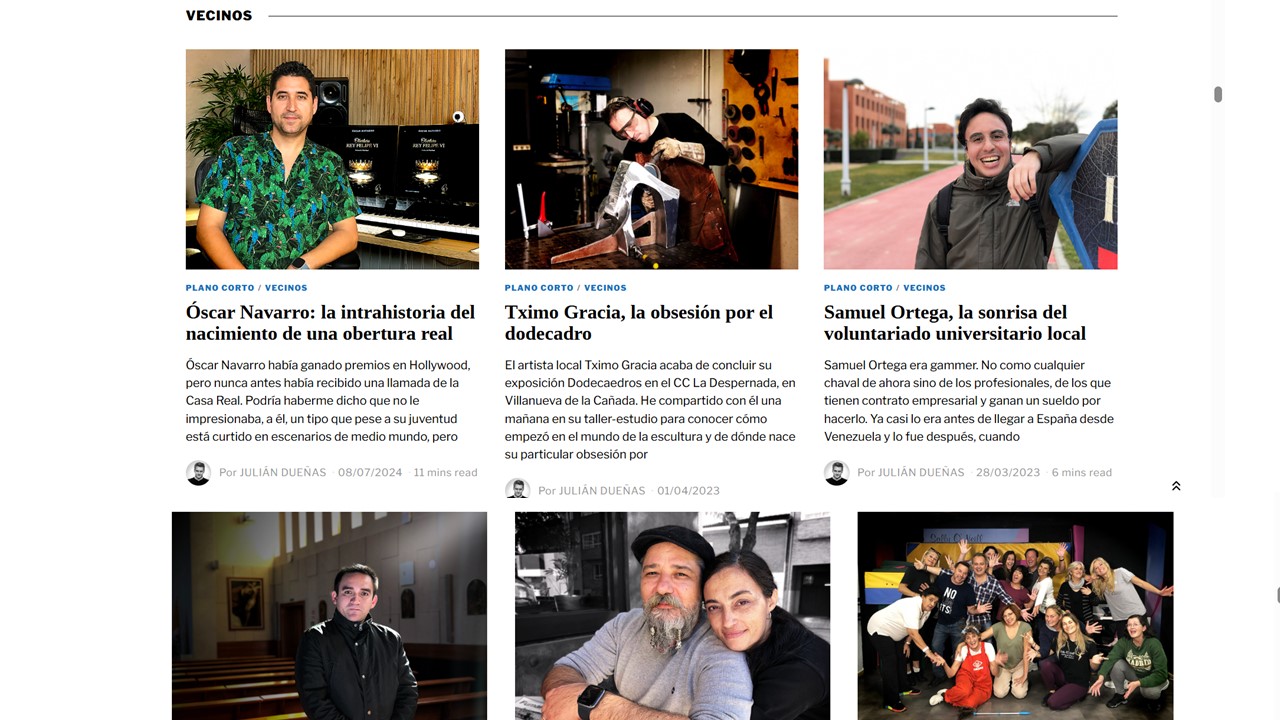 VECINOS
PLANO CORTO / VECINOS
Óscar Navarro: la intrahistoria del
nacimiento de una obertura real
Óscar Navarro había ganado premios en Hollywood,
pero nunca antes había recibido una llamada de la
Casa Real. Podría haberme dicho que no le
impresionaba, a él, un tipo que pese a su juventud
está curtido en escenarios de medio mundo, pero
Por JULIÁN DUEÑAS · 08/07/2024 · 11 mins read
PLANO CORTO / VECINOS
Tximo Gracia, la obsesión por el
dodecadro
El artista local Tximo Gracia acaba de concluir su
exposición Dodecaedros en el CC La Despernada, en
Villanueva de la Cañada. He compartido con él una
mañana en su taller-estudio para conocer cómo
empezó en el mundo de la escultura y de dónde nace
su particular obsesión por
Por JULIÁN DUEÑAS · 01/04/2023
PLANO CORTO / VECINOS
Samuel Ortega, la sonrisa del
voluntariado universitario local
Samuel Ortega era gammer. No como cualquier
chaval de ahora sino de los profesionales, de los que
tienen contrato empresarial y ganan un sueldo por
hacerlo. Ya casi lo era antes de llegar a España desde
Venezuela y lo fue después, cuando
Por JULIÁN DUEÑAS · 28/03/2023 · 6 mins read
REY FELIPE VI
REY FELIPE VI
NO
MADRID